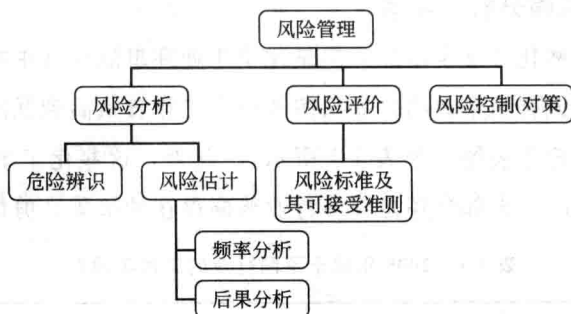 风险管理
风险分析
风险评价
风险控制(对策)
危险辨识
风险估计
风险标准及
其可接受准则
频率分析
后果分析